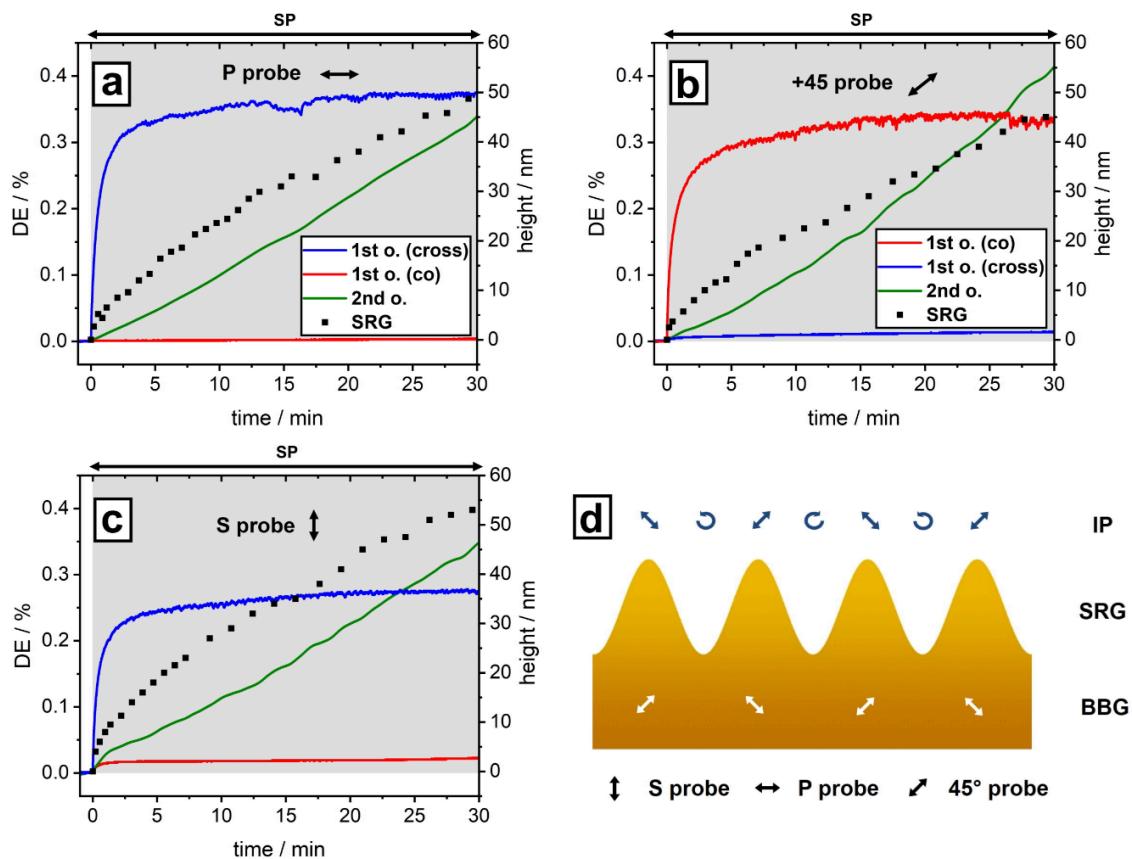 SP
a
P probe
DE / %
0.4
0.3
0.2
0.1
0.0
60
50
40
30
20
10
0
height / nm
1st o. (cross)
1st o. (co)
2nd o.
SRG
0 5 10 15 20 25 30
time / min
SP
b
+45 probe
DE / %
0.4
0.3
0.2
0.1
0.0
60
50
40
30
20
10
0
height / nm
1st o. (co)
1st o. (cross)
2nd o.
SRG
0 5 10 15 20 25 30
time / min
SP
c
S probe
DE / %
0.4
0.3
0.2
0.1
0.0
60
50
40
30
20
10
0
height / nm
0 5 10 15 20 25 30
time / min
d
IP
SRG
BBG
S probe P probe 45° probe